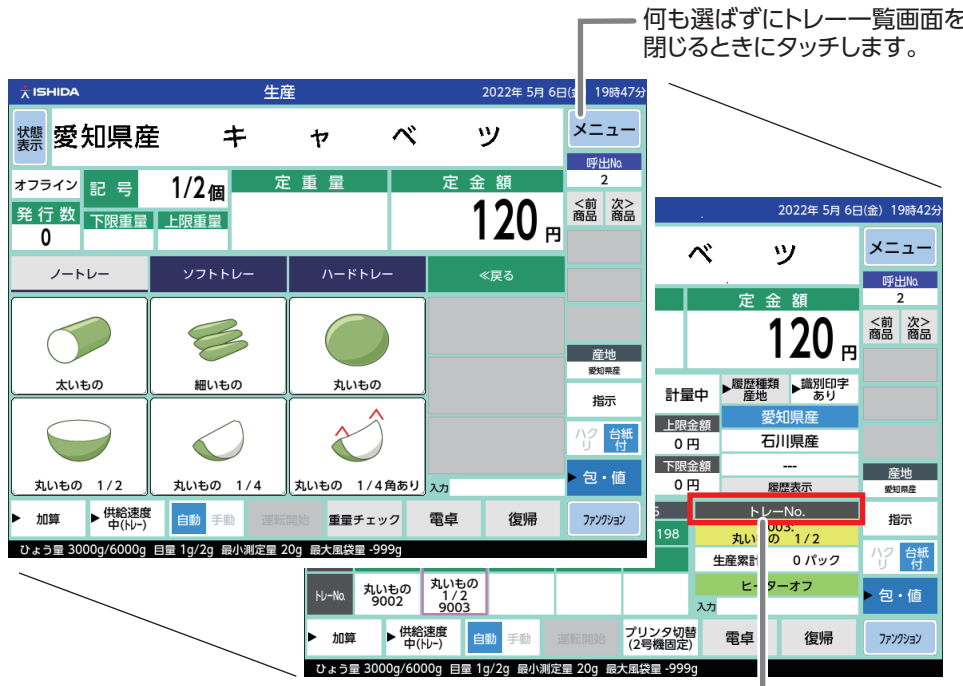 何も選ばずにトレー一覧画面を
閉じるときにタッチします。
ISHIDA 生産 2022年 5月 6日(金) 19時47分
状態表示 愛知県産 キャベツ メニュー
呼出No.
2
オフライン 記号 1/2個 定重量 定金額
<前商品 次>商品
発行数 下限重量 上限重量 120 円
0
ノートレー ソフトトレー ハードトレー ≪戻る
太いもの 細いもの 丸いもの
産地
愛知県産
指示
ハクリ 台紙付
丸いもの 1/2 丸いもの 1/4 丸いもの 1/4角あり 入力
包・値
加算 供給速度中(トレー) 自動 手動 運転開始 重量チェック 電卓 復帰 ファンクション
ひょう量 3000g/6000g 目量 1g/2g 最小測定量 20g 最大風袋量 -999g
2022年 5月 6日(金) 19時42分
ベツ メニュー
呼出No.
2
定金額
<前商品 次>商品
120 円
計量中 履歴種類産地 識別印字あり
愛知県産
上限金額
0 円 石川県産
下限金額 ---
0 円 履歴表示
産地
愛知県産
トレーNo.
指示
198 003:
丸いもの 1/2
生産累計 0 パック
ハクリ 台紙付
ヒーターオフ
トレーNo. 丸いもの 9002 丸いもの 1/2 9003 入力
包・値
加算 供給速度中(トレー) 自動 手動 運転開始 プリンタ切替(2号機固定) 電卓 復帰 ファンクション
ひょう量 3000g/6000g 目量 1g/2g 最小測定量 20g 最大風袋量 -999g